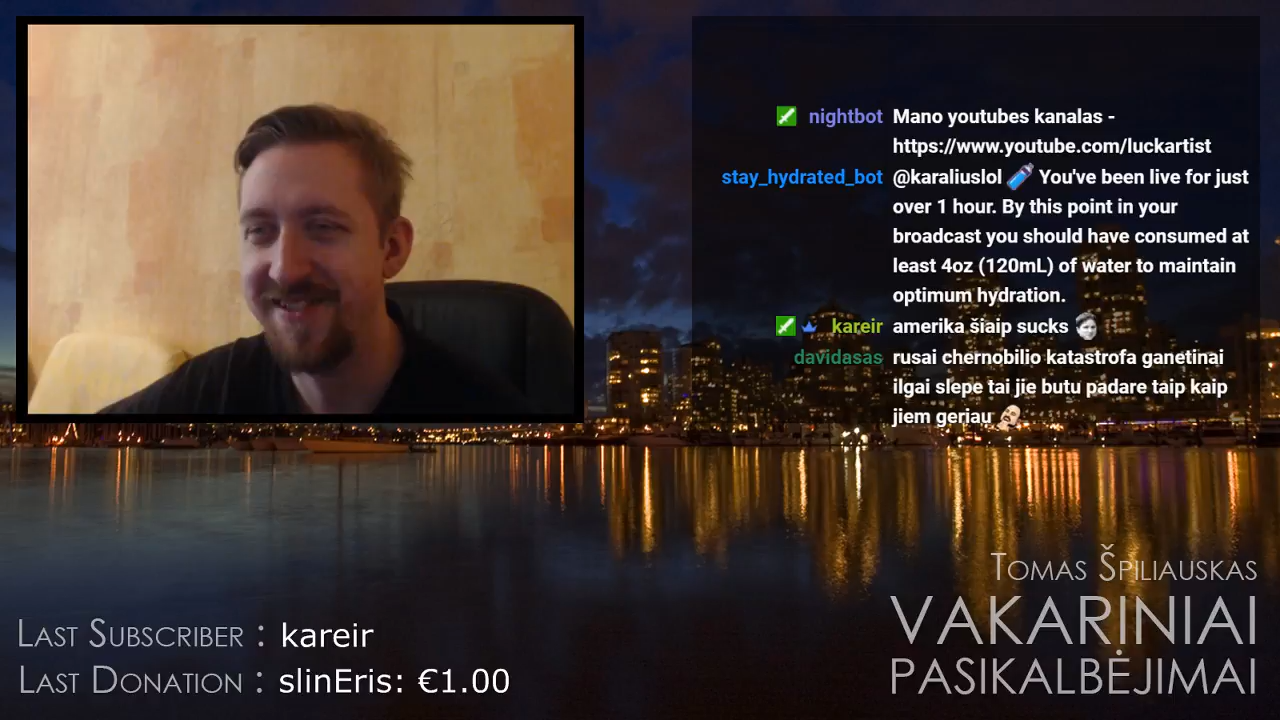 nightbot Mano youtubes kanalas -
https://www.youtube.com/luckartist
stay_hydrated_bot @karaliuslol You've been live for just
over 1 hour. By this point in your
broadcast you should have consumed at
least 4oz (120mL) of water to maintain
optimum hydration.
kareir amerika šiaip sucks
davidasas rusai chernobilio katastrofa ganetinai
ilgai slepe tai jie butu padare taip kaip
jiem geriau
Tomas Špiliauskas
VAKARINIAI
PASIKALBĖJIMAI
Last Subscriber : kareir
Last Donation : slinEris: €1.00